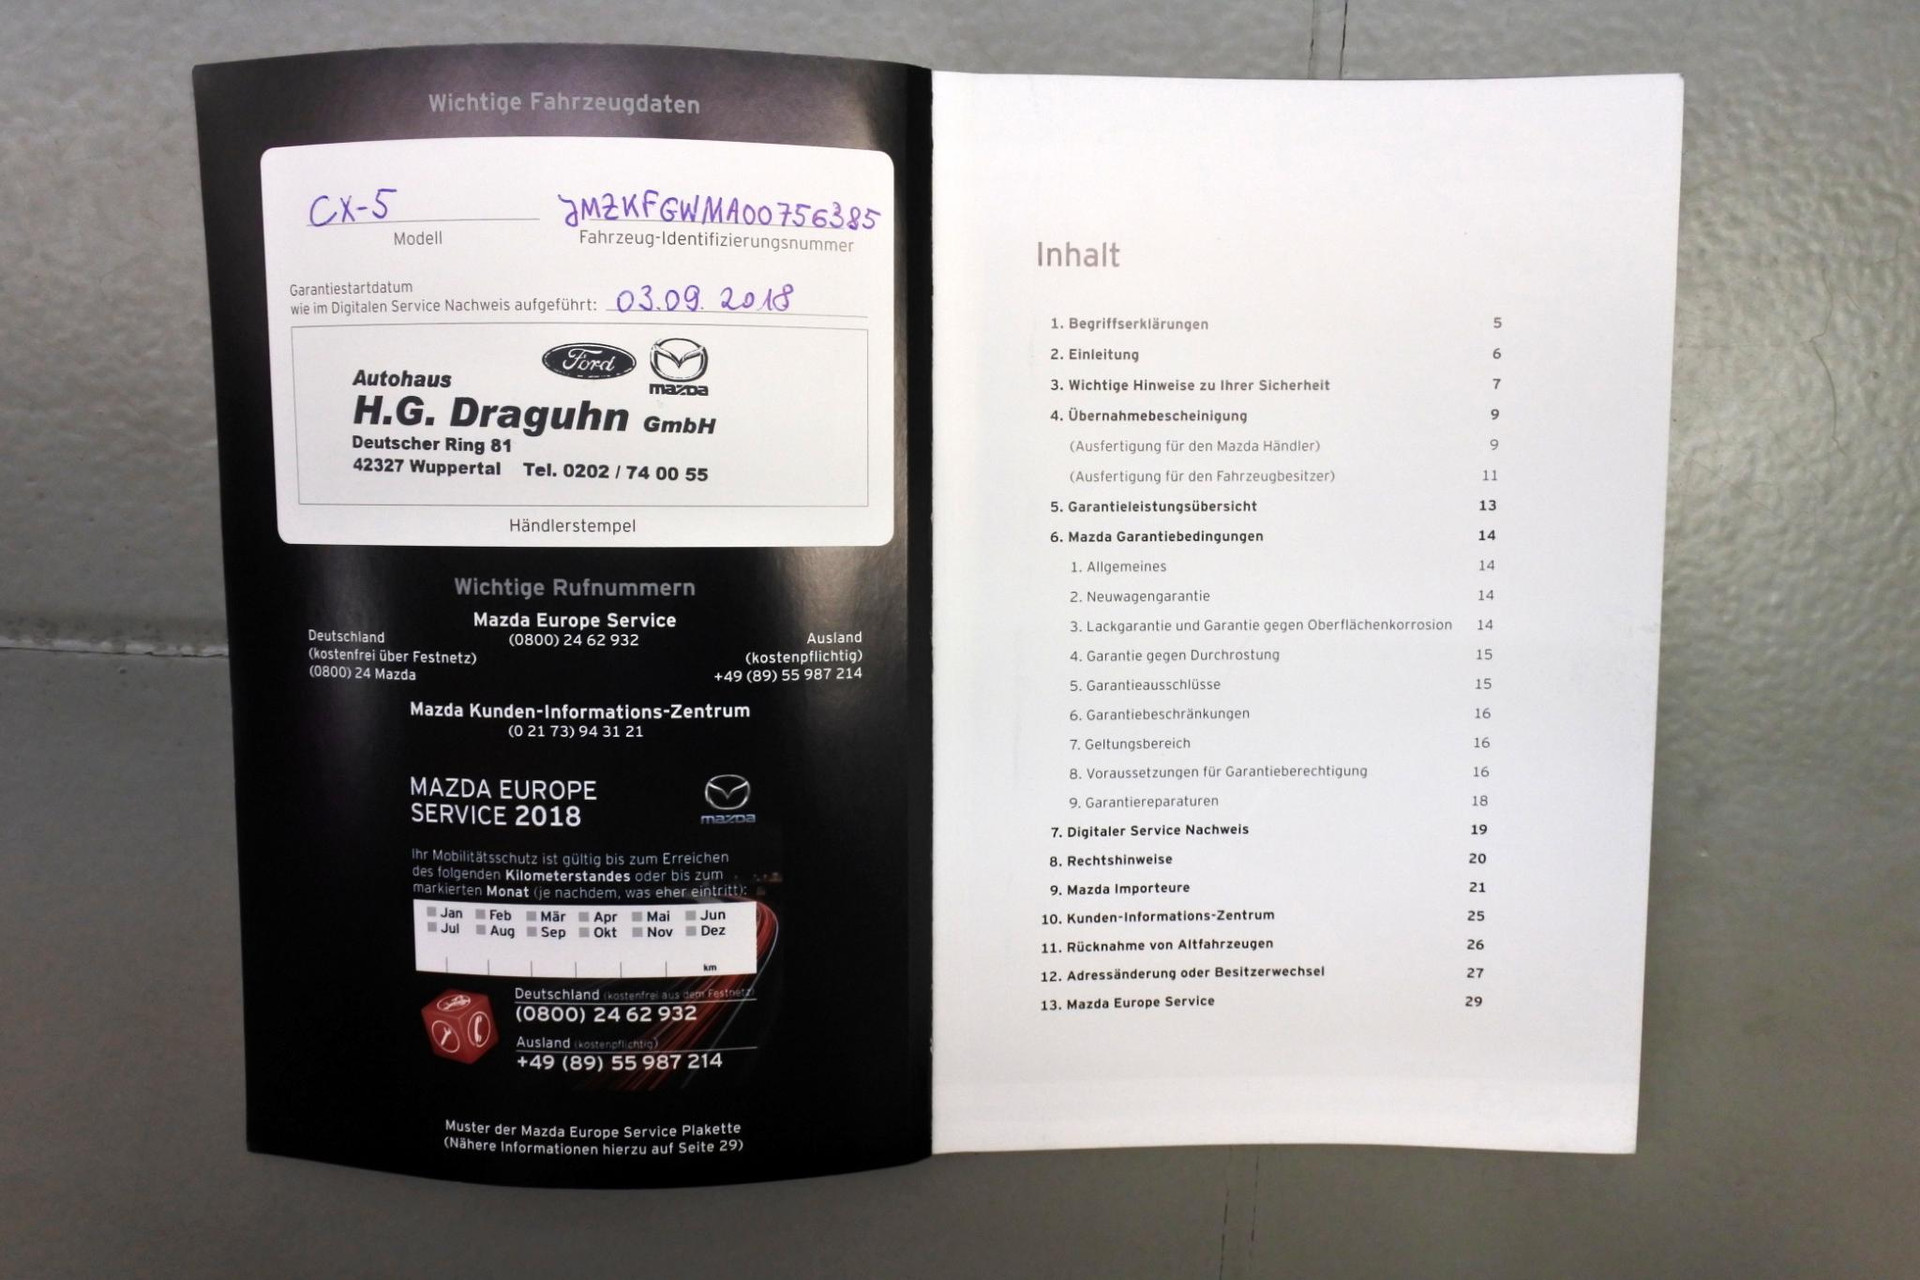 Wichtige Fahrzeugdaten
CX-5
JMZKFGWMA00756385
Modell
Fahrzeug-Identifizierungsnummer
Garantiestartdatum
wie im Digitalen Service Nachweis aufgeführt: 03.09.2018
Ford
mazda
Autohaus
H.G. Draguhn GmbH
Deutscher Ring 81
42327 Wuppertal Tel. 0202 / 74 00 55
Händlerstempel
Wichtige Rufnummern
Mazda Europe Service
(0800) 24 62 932
Deutschland
(kostenfrei über Festnetz)
(0800) 24 Mazda
Ausland
(kostenpflichtig)
+49 (89) 55 987 214
Mazda Kunden-Informations-Zentrum
(0 21 73) 94 31 21
MAZDA EUROPE
SERVICE 2018
mazda
Ihr Mobilitätsschutz ist gültig bis zum Erreichen
des folgenden Kilometerstandes oder bis zum
markierten Monat (je nachdem, was eher eintritt):
Jan Feb Mär Apr Mai Jun
Jul Aug Sep Okt Nov Dez
km
Deutschland (kostenfrei aus dem Festnetz)
(0800) 24 62 932
Ausland (kostenpflichtig)
+49 (89) 55 987 214
Muster der Mazda Europe Service Plakette
(Nähere Informationen hierzu auf Seite 29)
Inhalt
1. Begriffserklärungen 5
2. Einleitung 6
3. Wichtige Hinweise zu Ihrer Sicherheit 7
4. Übernahmebescheinigung 9
(Ausfertigung für den Mazda Händler) 9
(Ausfertigung für den Fahrzeugbesitzer) 11
5. Garantieleistungsübersicht 13
6. Mazda Garantiebedingungen 14
1. Allgemeines 14
2. Neuwagengarantie 14
3. Lackgarantie und Garantie gegen Oberflächenkorrosion 14
4. Garantie gegen Durchrostung 15
5. Garantieausschlüsse 15
6. Garantiebeschränkungen 16
7. Geltungsbereich 16
8. Voraussetzungen für Garantieberechtigung 16
9. Garantiereparaturen 18
7. Digitaler Service Nachweis 19
8. Rechtshinweise 20
9. Mazda Importeure 21
10. Kunden-Informations-Zentrum 25
11. Rücknahme von Altfahrzeugen 26
12. Adressänderung oder Besitzerwechsel 27
13. Mazda Europe Service 29